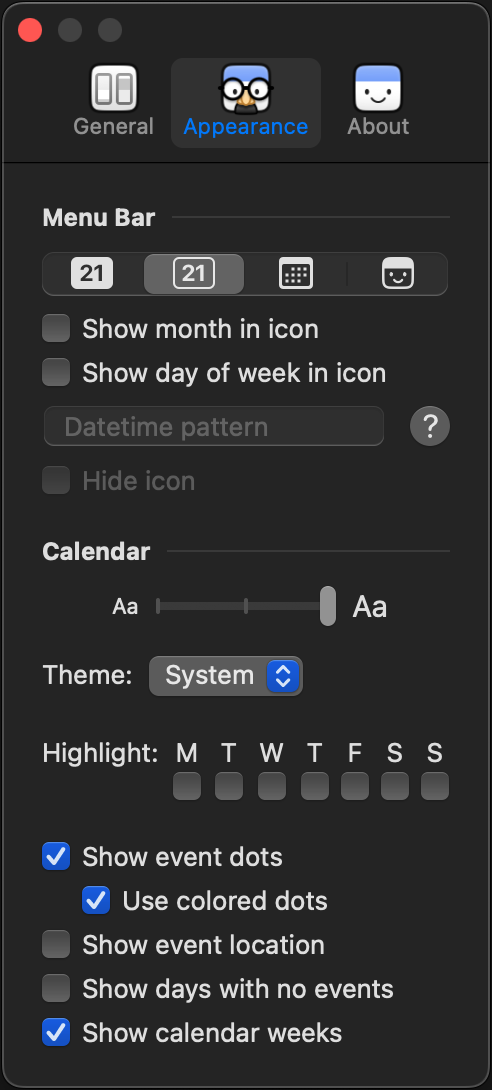 General Appearance About
Menu Bar
21 21
Show month in icon
Show day of week in icon
Datetime pattern ?
Hide icon
Calendar
Aa Aa
Theme: System
Highlight: M T W T F S S
Show event dots
Use colored dots
Show event location
Show days with no events
Show calendar weeks